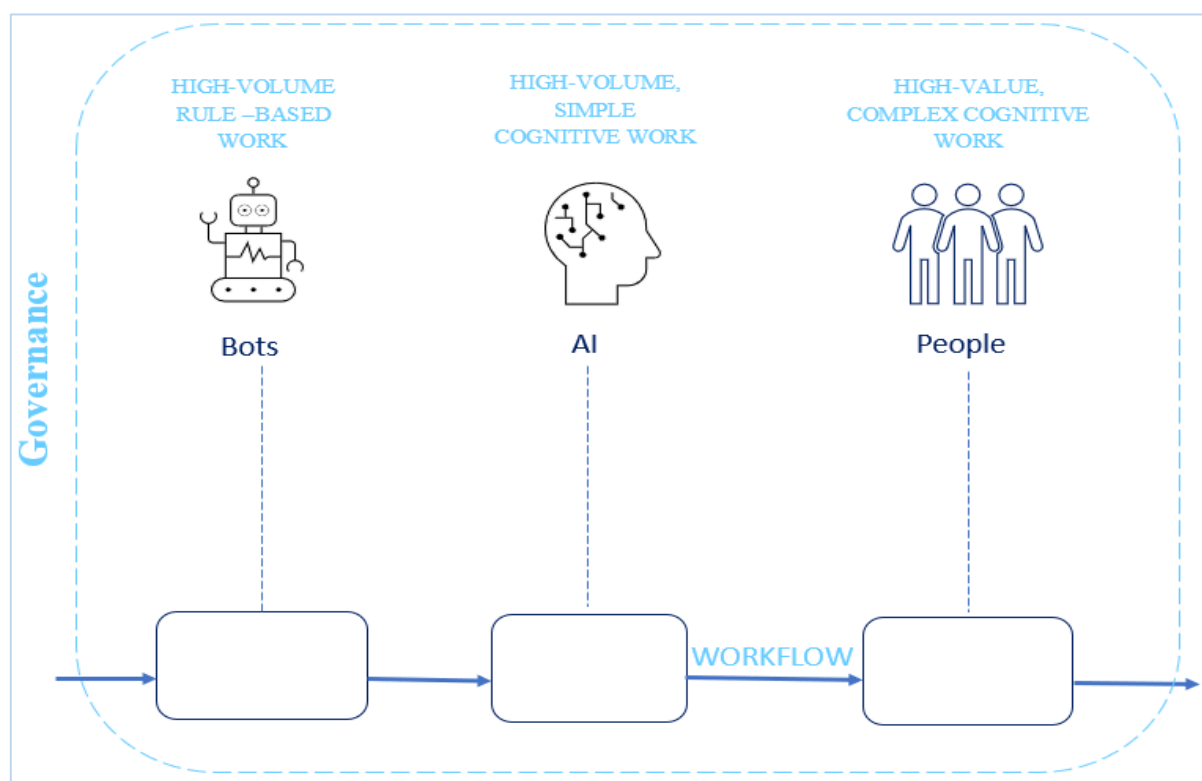 HIGH-VOLUME
RULE –BASED
WORK
HIGH-VOLUME,
SIMPLE
COGNITIVE WORK
HIGH-VALUE,
COMPLEX COGNITIVE
WORK
Governance
Bots
AI
People
WORKFLOW